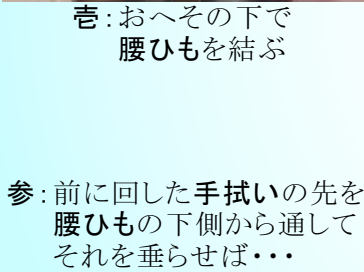 壱：おへその下で
腰ひもを結ぶ
参：前に回した手拭いの先を
腰ひもの下側から通して
それを垂らせば・・・